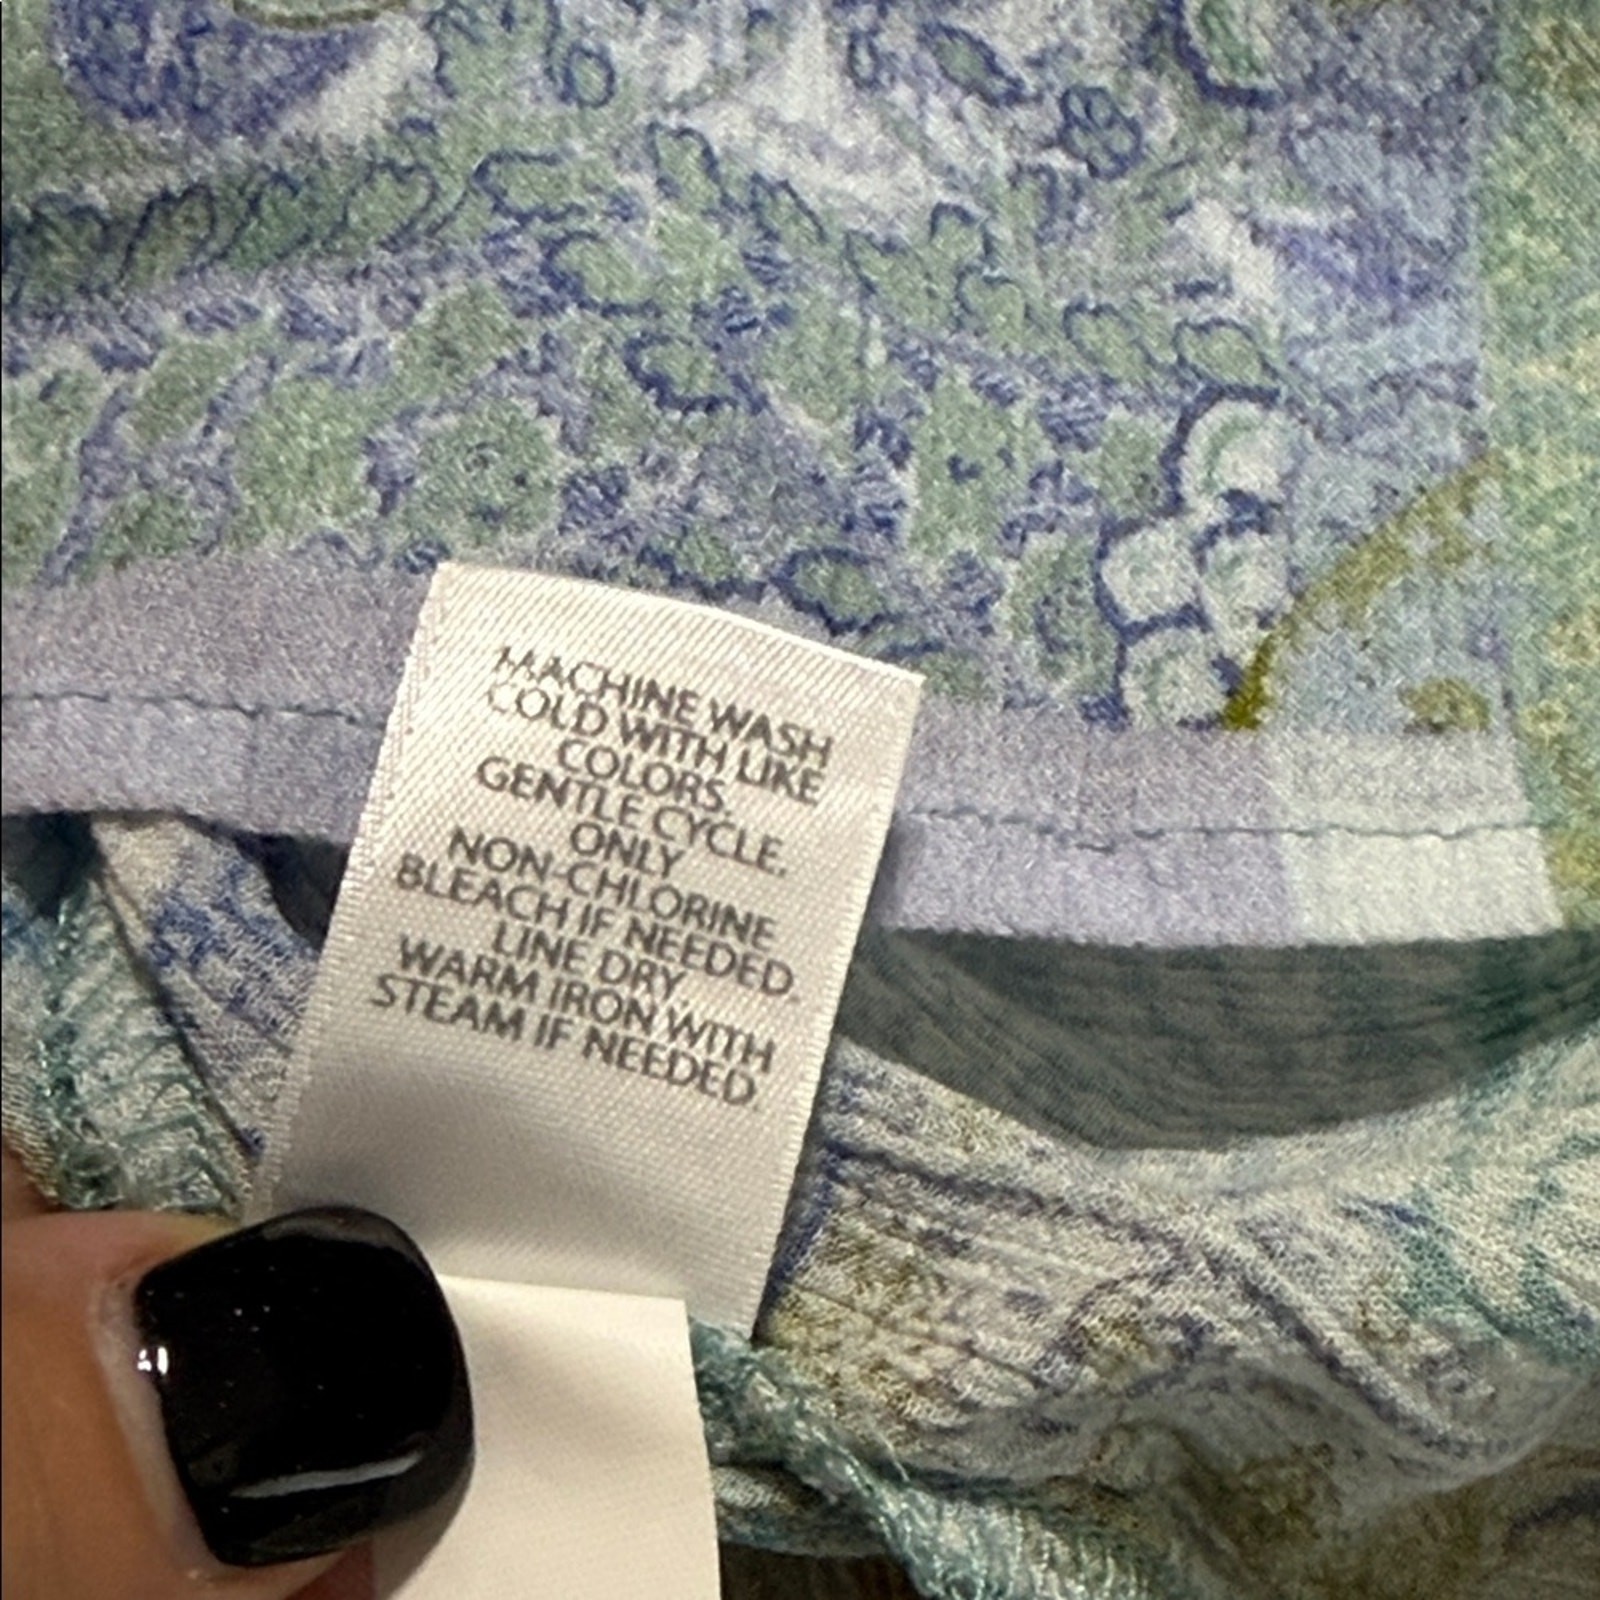 MACHINE WASH
COLD WITH LIKE
COLORS.
GENTLE CYCLE.
ONLY
NON-CHLORINE
BLEACH IF NEEDED.
LINE DRY.
WARM IRON WITH
STEAM IF NEEDED.